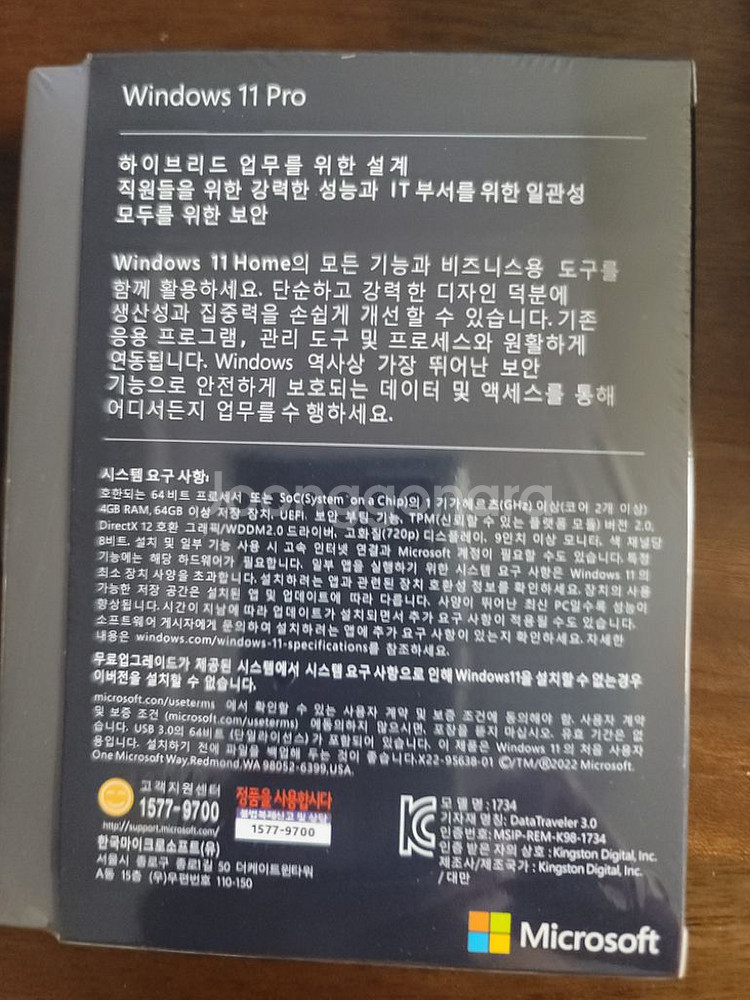 Windows 11 Pro
하이브리드 업무를 위한 설계
직원들을 위한 강력한 성능과 IT 부서를 위한 일관성
모두를 위한 보안
Windows 11 Home의 모든 기능과 비즈니스용 도구를
함께 활용하세요. 단순하고 강력한 디자인 덕분에
생산성과 집중력을 손쉽게 개선할 수 있습니다. 기존
응용 프로그램, 관리 도구 및 프로세스와 원활하게
연동됩니다. Windows 역사상 가장 뛰어난 보안
기능으로 안전하게 보호되는 데이터 및 액세스를 통해
어디서든지 업무를 수행하세요.
시스템 요구 사항:
호환되는 64비트 프로세서 또는 SoC(System on a Chip)의 1기가헤르츠(GHz) 이상(코어 2개 이상)
4GB RAM, 64GB 이상 저장 장치. UEFI, 보안 부팅 기능, TPM(신뢰할 수 있는 플랫폼 모듈) 버전 2.0,
DirectX 12 호환 그래픽/WDDM2.0 드라이버, 고화질(720p) 디스플레이, 9인치 이상 모니터. 색 채널당
8비트. 설치 및 일부 기능 사용 시 고속 인터넷 연결과 Microsoft 계정이 필요할 수도 있습니다. 특정
기능에는 해당 하드웨어가 필요합니다. 일부 앱을 실행하기 위한 시스템 요구 사항은 Windows 11의
최소 장치 사양을 초과합니다. 설치하려는 앱과 관련된 장치 호환성 정보를 확인하세요. 장치의 사용
가능한 저장 공간은 설치된 앱 및 업데이트에 따라 다릅니다. 사양이 뛰어난 최신 PC일수록 성능이
향상됩니다. 시간이 지남에 따라 업데이트가 설치되면서 추가 요구 사항이 적용될 수도 있습니다.
소프트웨어 게시자에게 문의하여 설치하려는 앱에 추가 요구 사항이 있는지 확인하세요. 자세한
내용은 windows.com/windows-11-specifications를 참조하세요.
무료업그레이드가 제공된 시스템에서 시스템 요구 사항으로 인해 Windows11을 설치할 수 없는경우
이버전을 설치할 수 없습니다.
microsoft.com/useterms 에서 확인할 수 있는 사용자 계약 및 보증 조건에 동의해야 함. 사용자 계약
및 보증 조건 (microsoft.com/useterms) 에동의하지 않으시면, 포장을 뜯지 마십시오. 유효 기간은 없
습니다. USB 3.0의 64비트 (단일라이선스) 가 포함되어 있습니다. 이 제품은 Windows 11의 처음 사용자
용입니다. 설치하기 전에 파일을 백업해 두는 것이 좋습니다.X22-95638-01 Ⓒ/TM/Ⓡ2022 Microsoft.
One Microsoft Way,Redmond,WA 98052-6399,USA.
고객지원센터
1577-9700
http://support.microsoft.com/
정품을 사용합시다
불법복제신고 및 상담
1577-9700
한국마이크로소프트(유)
서울시 종로구 종로1길 50 더케이트윈타워
A동 15층 (우)우편번호 110-150
모 델 명 : 1734
기자재 명칭 : DataTraveler 3.0
인증번호: MSIP-REM-K98-1734
인증 받은자의 상호 : Kingston Digital, Inc.
제조사/제조국가 : Kingston Digital, Inc.
/ 대만
Microsoft
joonggonara